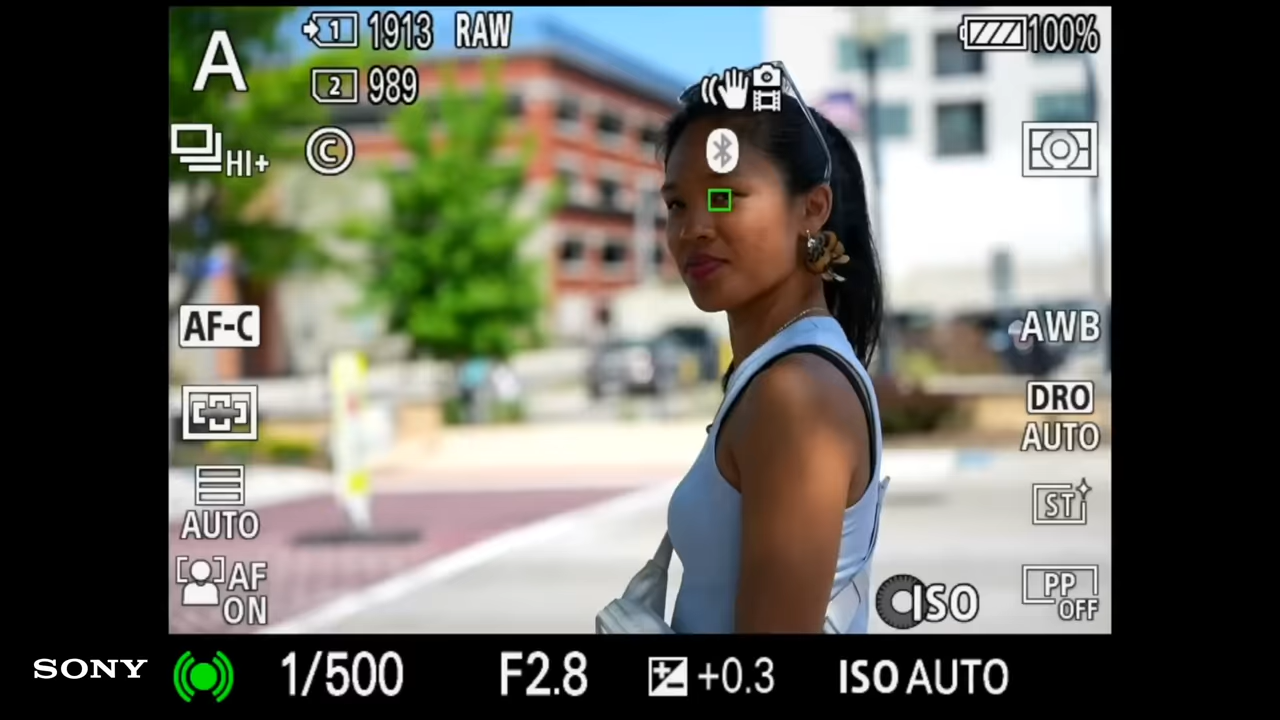 A
1 1913 RAW
100%
2 989
HI+
C
AF-C
AWB
DRO
AUTO
AUTO
ST
AF
ON
ISO
PP
OFF
SONY
1/500
F2.8
+0.3
ISO AUTO